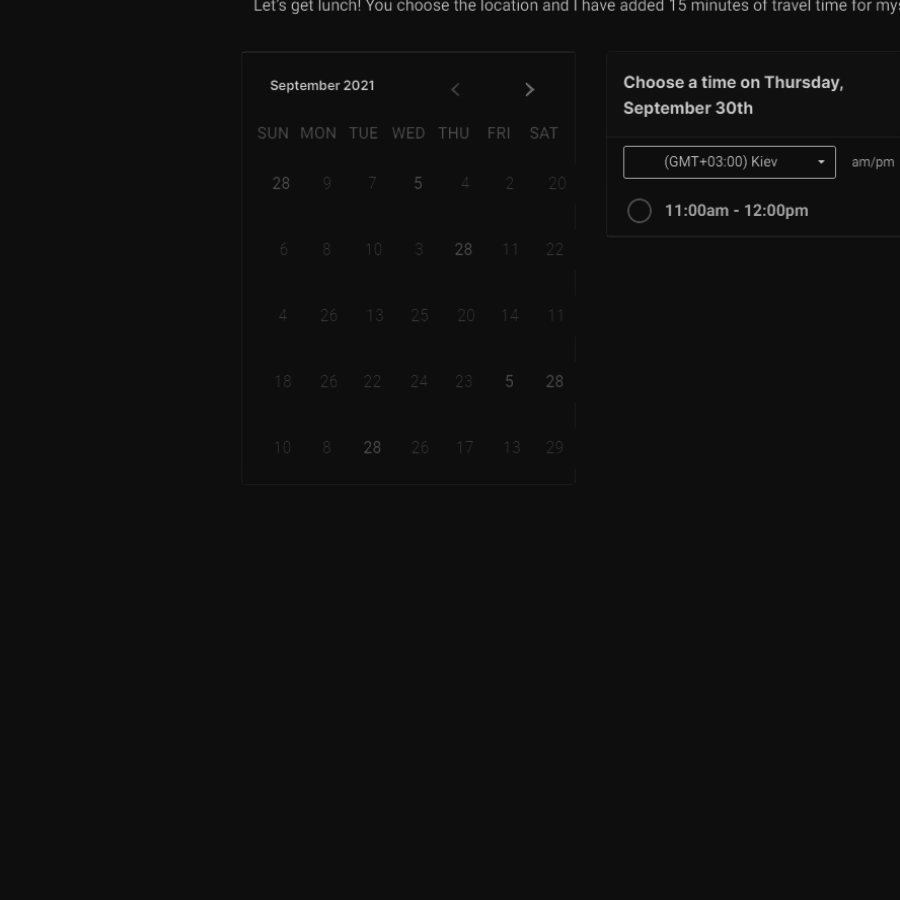 Let's get lunch! You choose the location and I have added 15 minutes of travel time for
September 2021
SUN MON TUE WED THU FRI SAT
28 9 7 5 4 2 20
6 8 10 3 28 11 22
4 26 13 25 20 14 11
18 26 22 24 23 5 28
10 8 28 26 17 13 29
Choose a time on Thursday,
September 30th
(GMT+03:00) Kiev am/pm
11:00am - 12:00pm